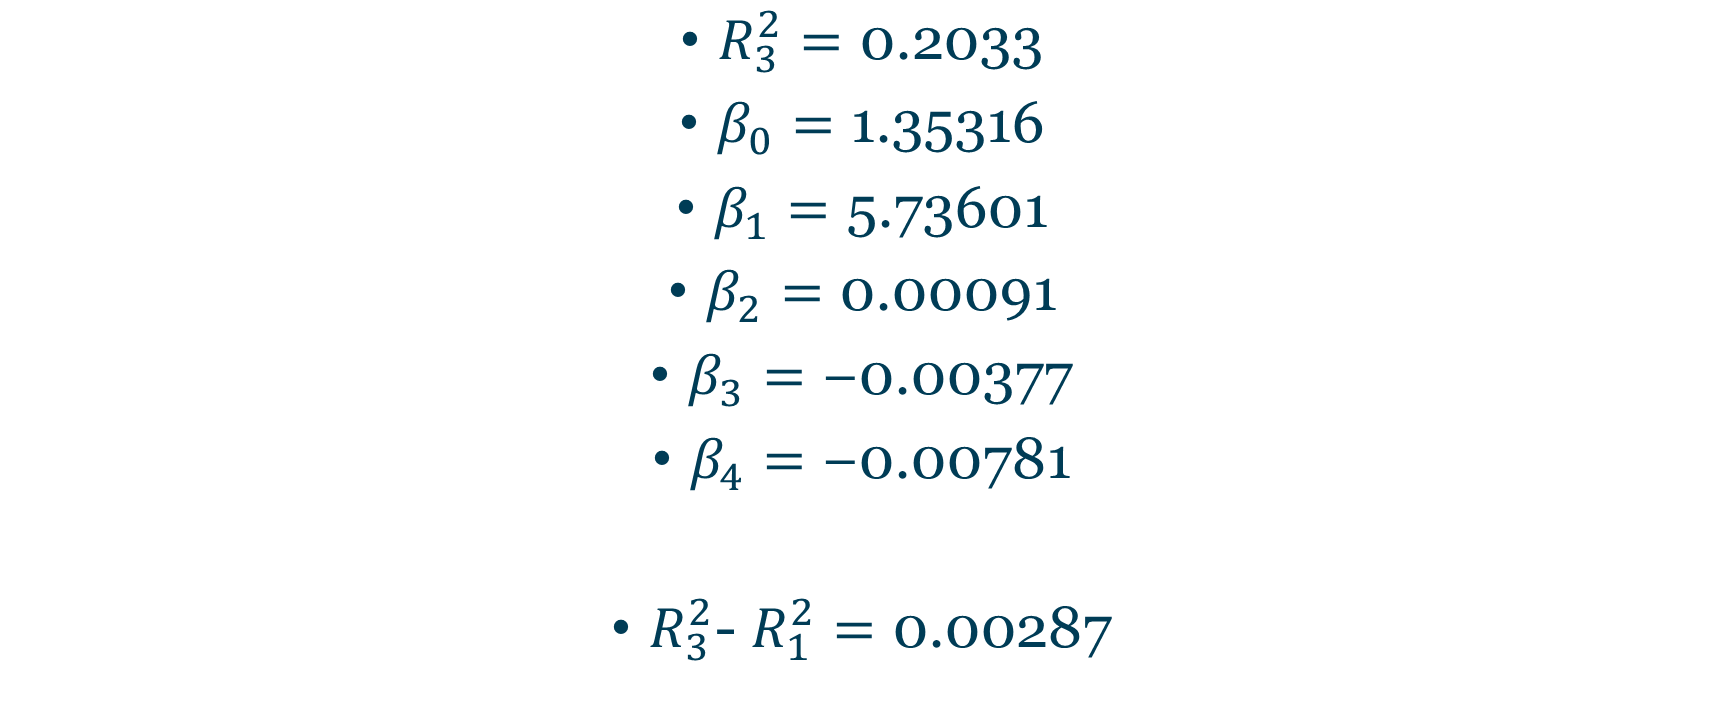 • R₃² = 0.2033
• β₀ = 1.35316
• β₁ = 5.73601
• β₂ = 0.00091
• β₃ = −0.00377
• β₄ = −0.00781
• R₃²- R₁² = 0.00287